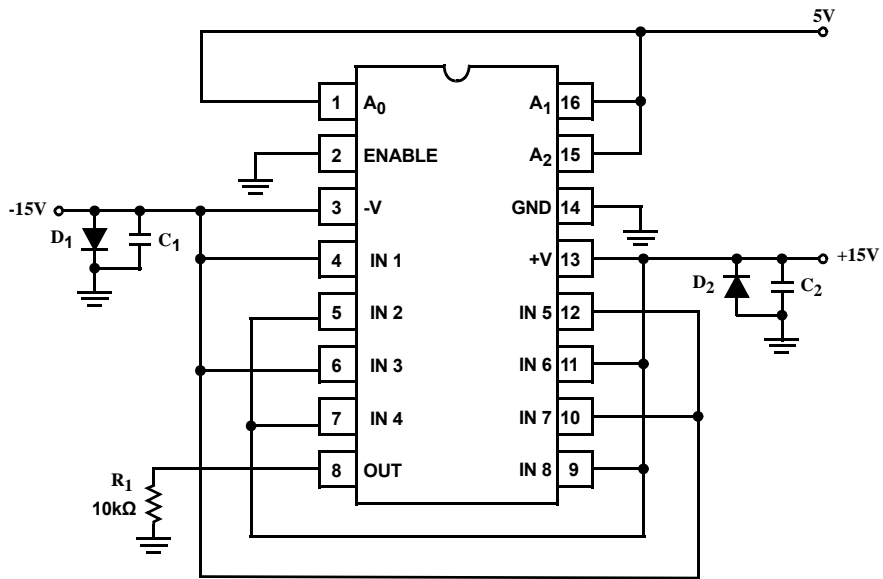 5V
1 A0 A1 16
2 ENABLE A2 15
-15V 3 -V GND 14
D1 C1
4 IN 1 +V 13 +15V
D2 C2
5 IN 2 IN 5 12
6 IN 3 IN 6 11
7 IN 4 IN 7 10
8 OUT IN 8 9
R1
10kΩ